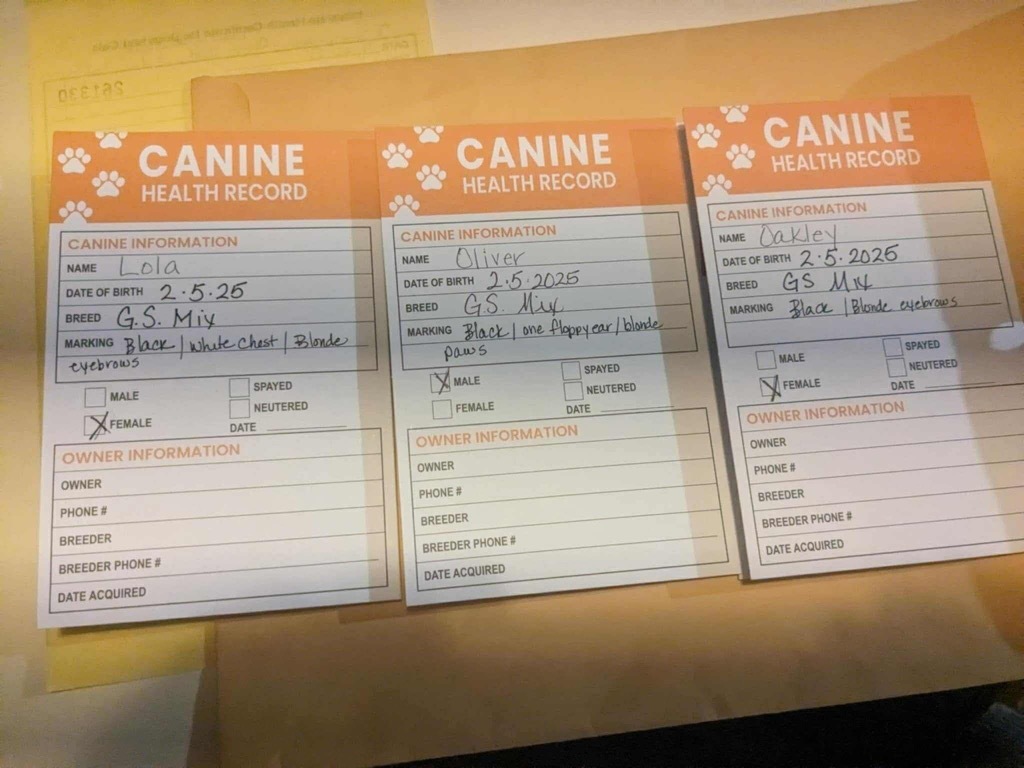 261330
DATE
CANINE
HEALTH RECORD
CANINE INFORMATION
NAME Lola
DATE OF BIRTH 2.5.25
BREED G.S. Mix
MARKING Black | White Chest | Blonde
eyebrows
MALE
SPAYED
X FEMALE
NEUTERED
DATE
OWNER INFORMATION
OWNER
PHONE #
BREEDER
BREEDER PHONE #
DATE ACQUIRED
CANINE
HEALTH RECORD
CANINE INFORMATION
NAME Oliver
DATE OF BIRTH 2.5.2025
BREED G.S. Mix
MARKING Black | one floppy ear / blonde
paws
X MALE
SPAYED
FEMALE
NEUTERED
DATE
OWNER INFORMATION
OWNER
PHONE #
BREEDER
BREEDER PHONE #
DATE ACQUIRED
CANINE
HEALTH RECORD
CANINE INFORMATION
NAME Oakley
DATE OF BIRTH 2.5.2025
BREED GS Mix
MARKING Black | Blonde eyebrows
MALE
SPAYED
X FEMALE
NEUTERED
DATE
OWNER INFORMATION
OWNER
PHONE #
BREEDER
BREEDER PHONE #
DATE ACQUIRED